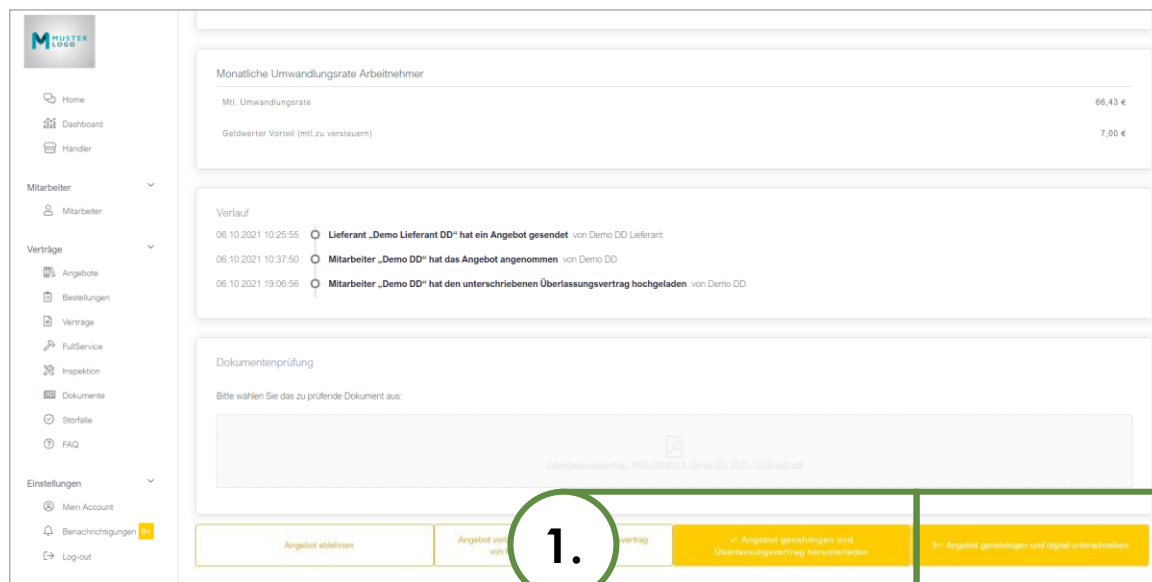 MUSTER
LOGO
Home
Dashboard
Händler
Mitarbeiter
Mitarbeiter
Verträge
Angebote
Bestellungen
Verträge
FullService
Inspektion
Dokumente
Störfälle
FAQ
Einstellungen
Mein Account
Benachrichtigungen 9+
Log-out
Monatliche Umwandlungsrate Arbeitnehmer
Mtl. Umwandlungsrate 66,43 €
Geldwerter Vorteil (mtl.zu versteuern) 7,00 €
Verlauf
06.10.2021 10:25:55 Lieferant „Demo Lieferant DD“ hat ein Angebot gesendet von Demo DD Lieferant
06.10.2021 10:37:50 Mitarbeiter „Demo DD“ hat das Angebot angenommen von Demo DD
06.10.2021 19:06:56 Mitarbeiter „Demo DD“ hat den unterschriebenen Überlassungsvertrag hochgeladen von Demo DD
Dokumentenprüfung
Bitte wählen Sie das zu prüfende Dokument aus:
Angebot ablehnen
Angebot
von
1.
vertrag
✓ Angebot genehmigen und
Überlassungsvertrag herunterladen
Angebot genehmigen und digital unterschreiben